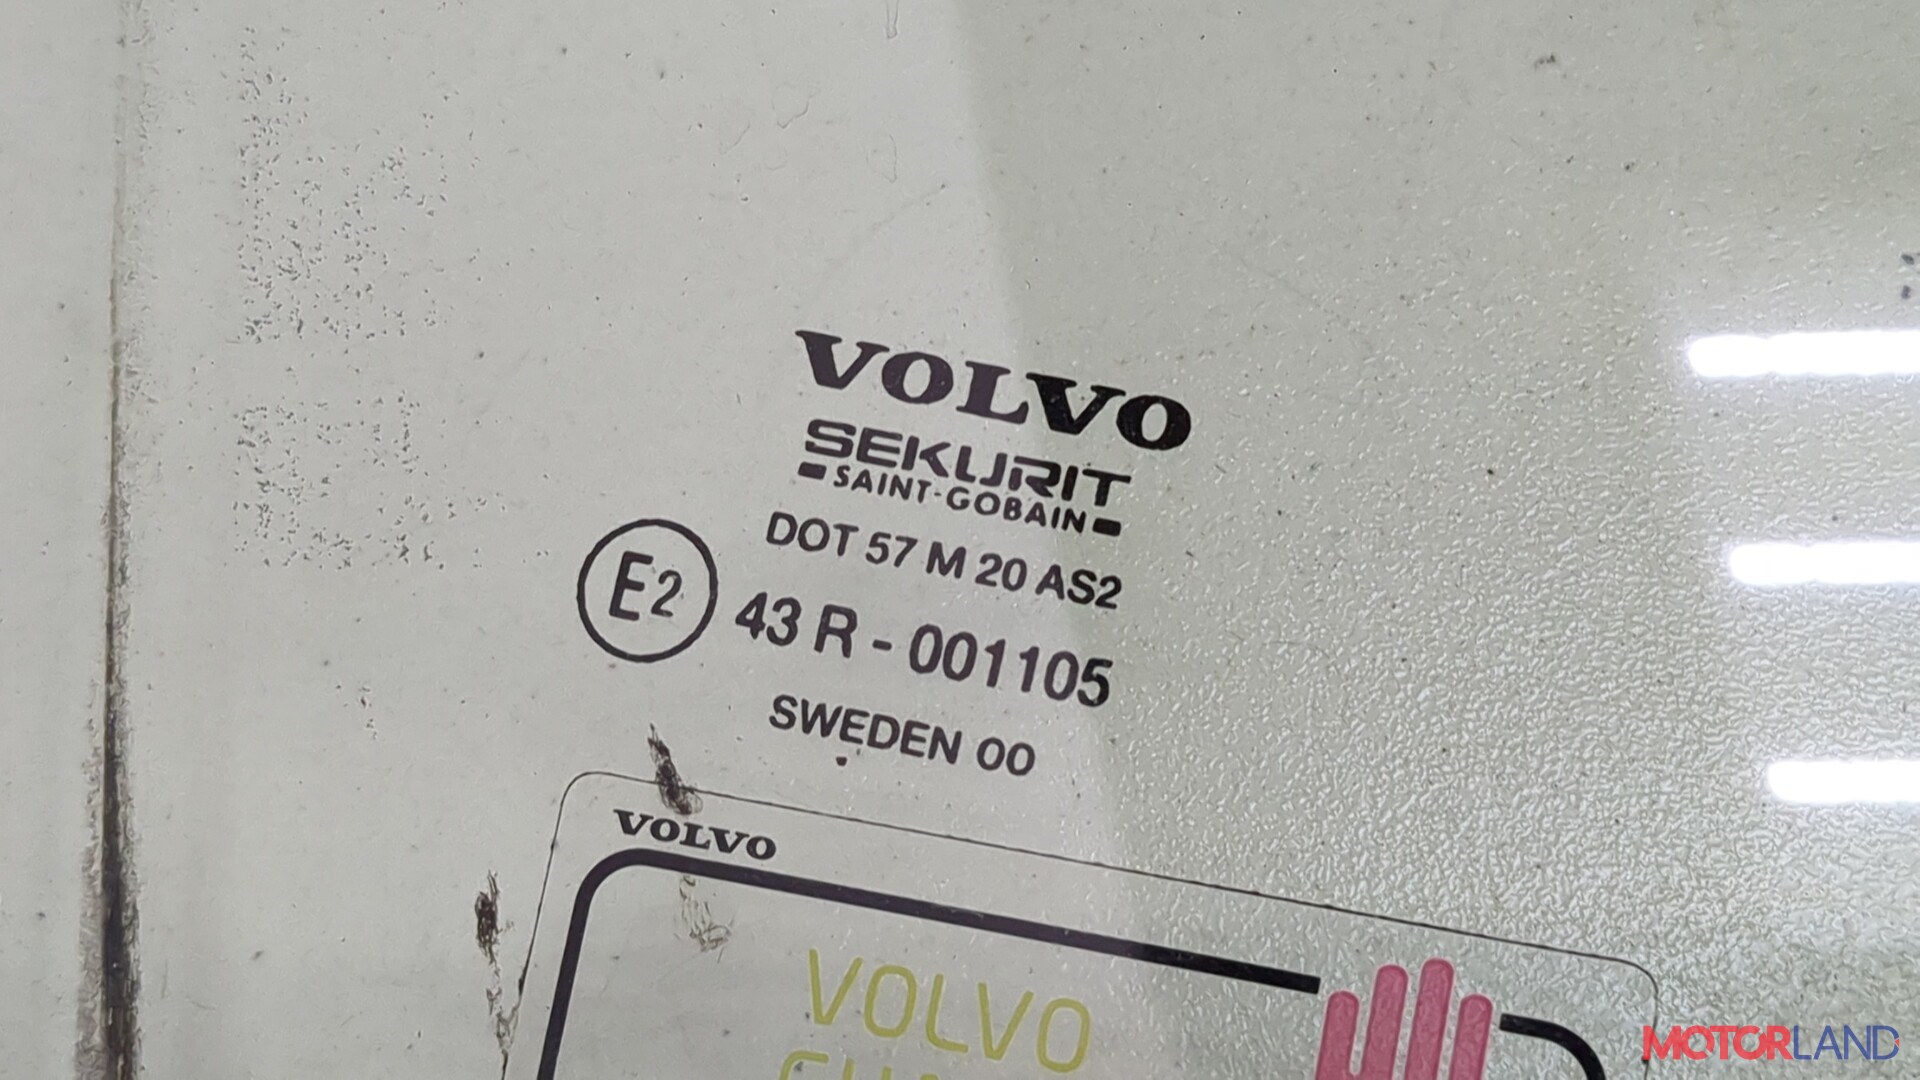 VOLVO
SEKURIT
SAINT-GOBAIN
DOT 57 M 20 AS2
E2 43 R - 001105
SWEDEN 00
VOLVO
VOLVO
MOTORLAND